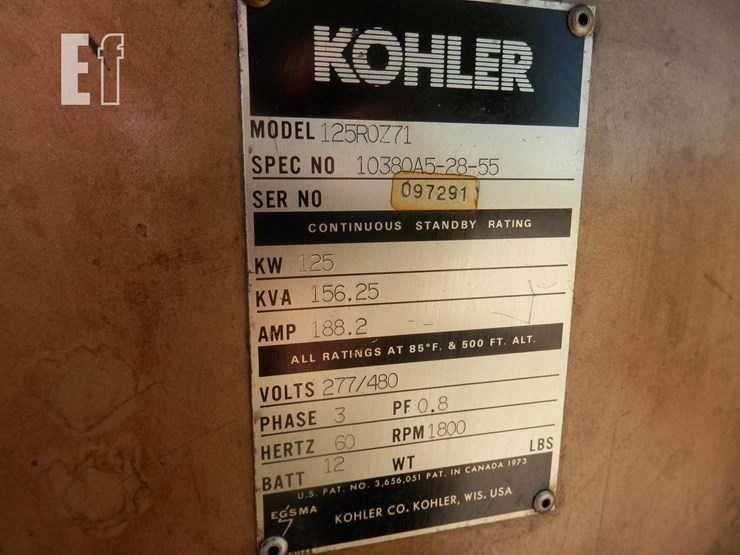 Ef
KOHLER
MODEL 125ROZ71
SPEC NO 10380A5-28-55
SER NO 097291
CONTINUOUS STANDBY RATING
KW 125
KVA 156.25
AMP 188.2
ALL RATINGS AT 85°F. & 500 FT. ALT.
VOLTS 277/480
PHASE 3 PF 0.8
HERTZ 60 RPM 1800
BATT 12 WT LBS
U.S. PAT. NO. 3,656,051 PAT. IN CANADA 1973
EGSMA
KOHLER CO. KOHLER, WIS. USA